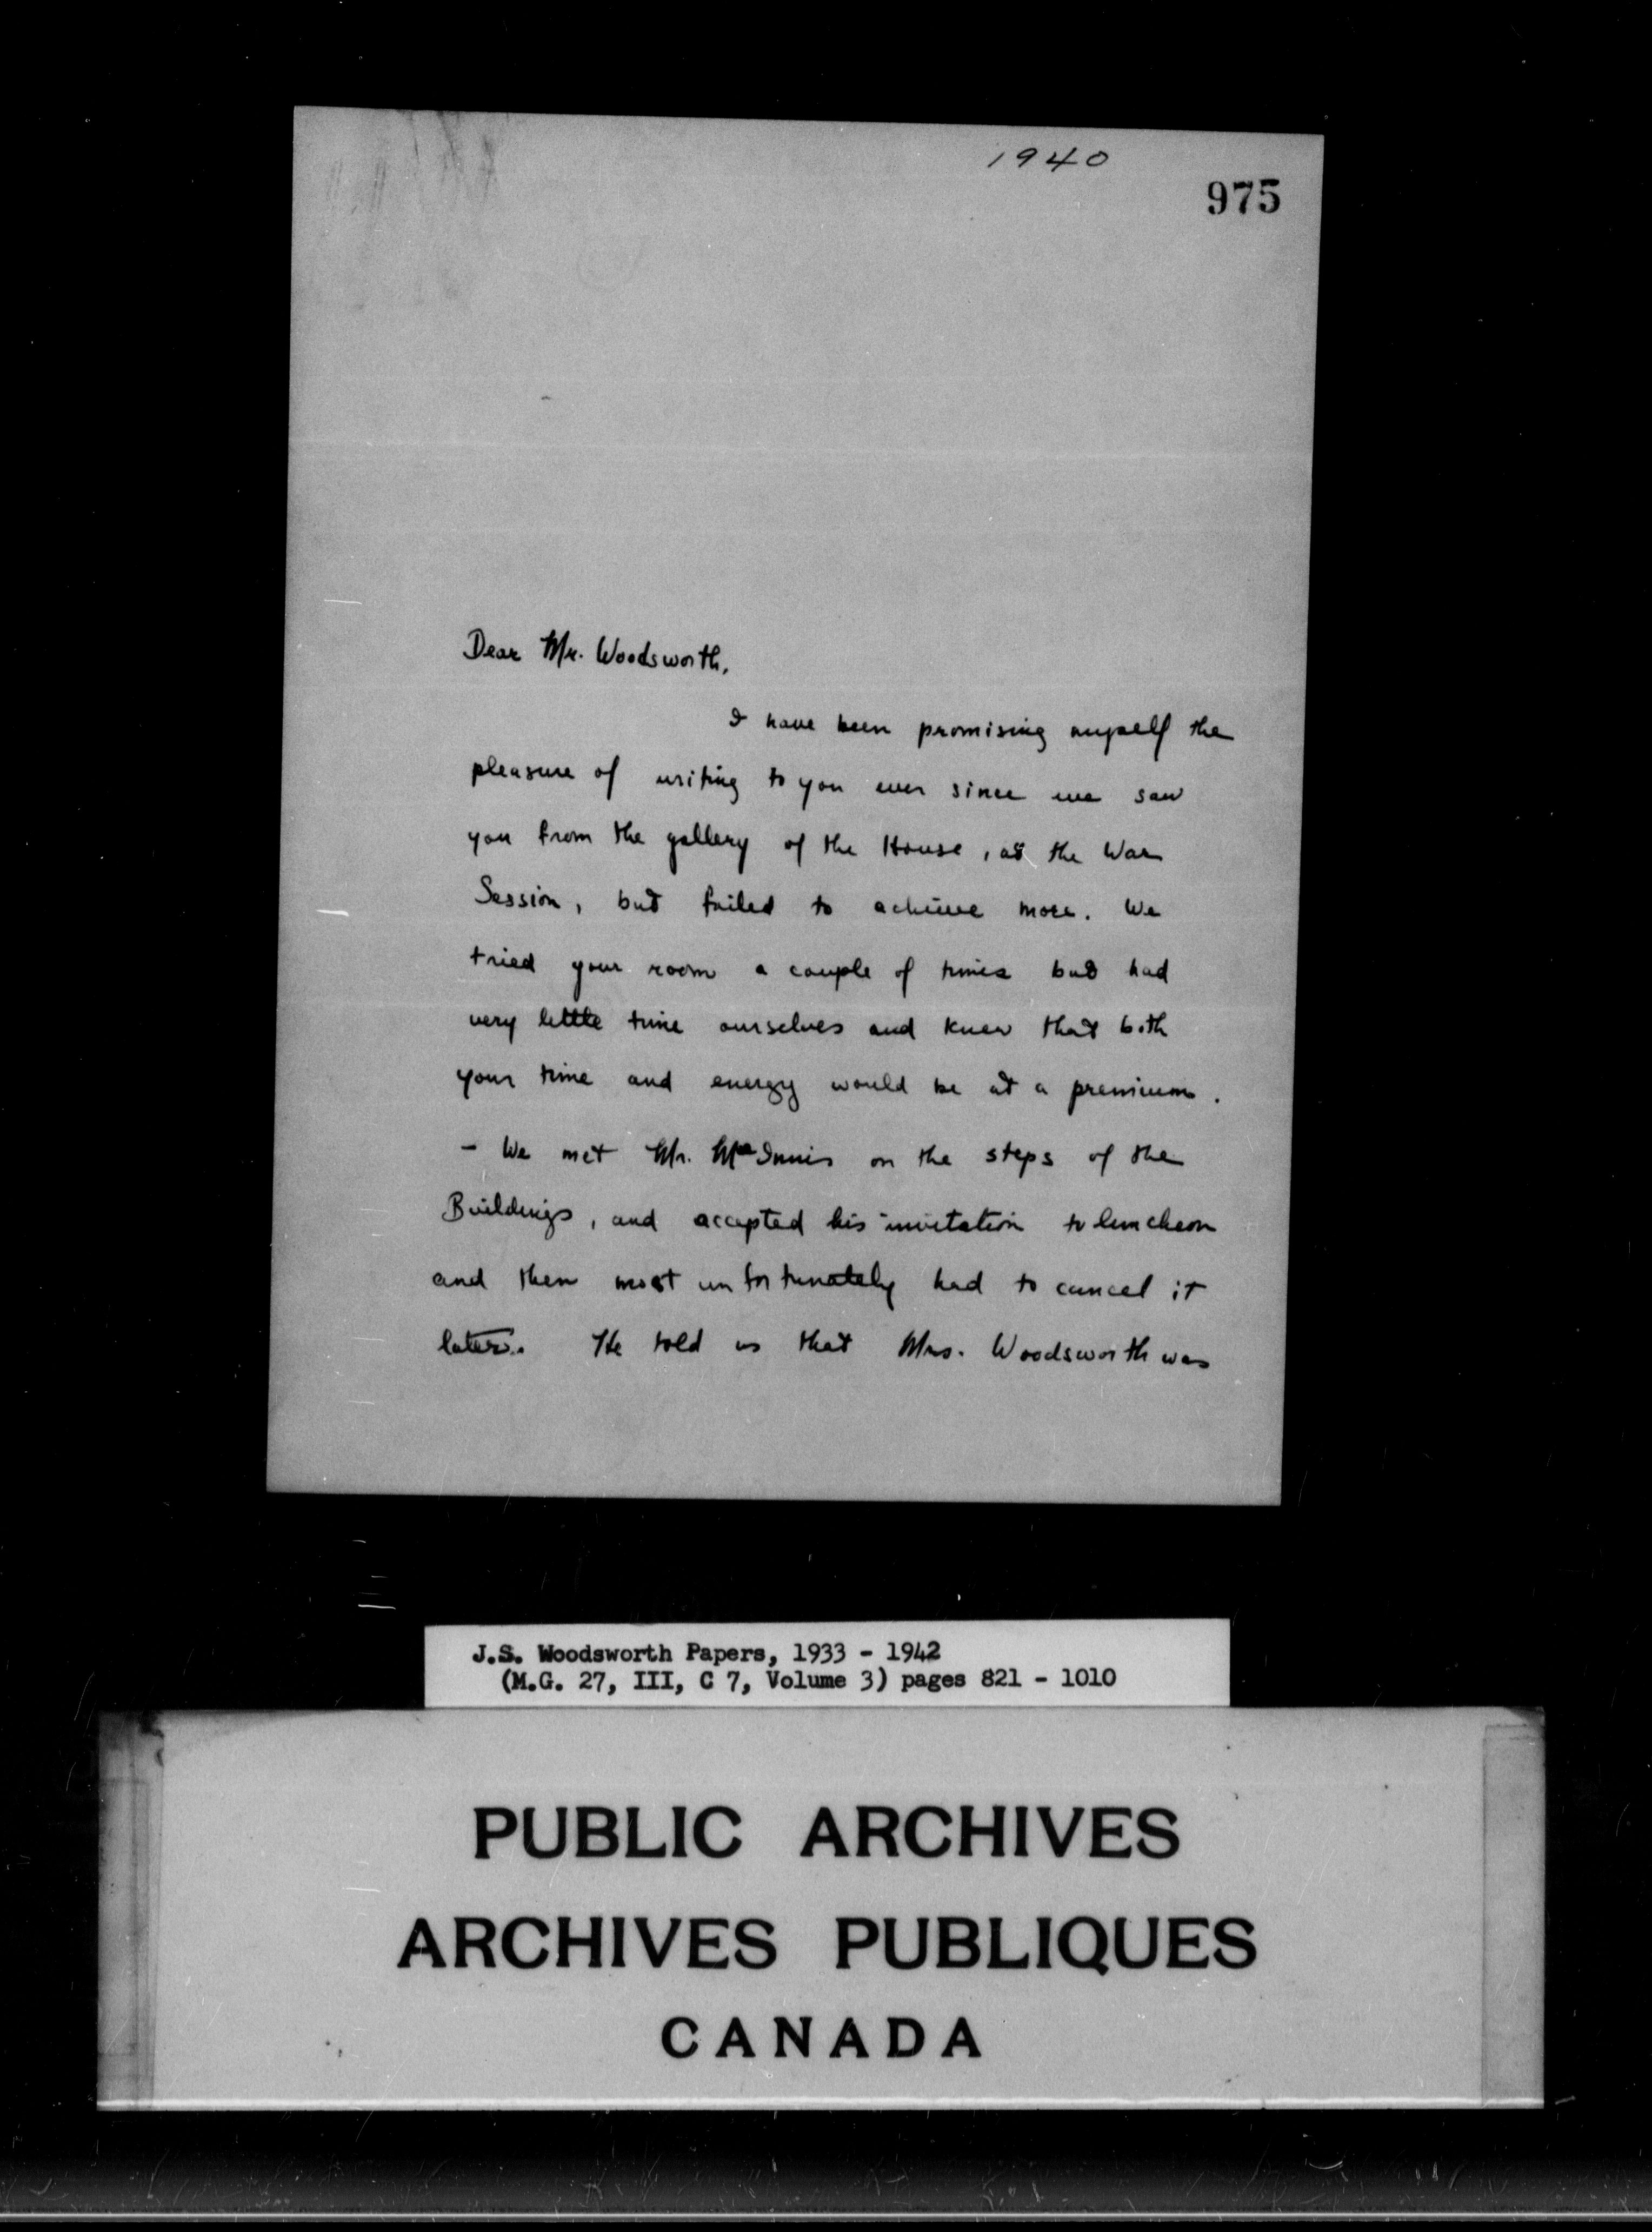 1940
975
Dear Mr. Woodsworth,
I have been promising myself the
pleasure of writing to you ever since we saw
you from the gallery of the House, at the War
Session, but failed to achieve more. We
tried your room a couple of times but had
very little time ourselves and knew that both
your time and energy would be at a premium.
- We met Mr. McInnis on the steps of the
Buildings, and accepted his invitation to luncheon
and then most unfortunately had to cancel it
later. He told us that Mrs. Woodsworth was
J.S. Woodsworth Papers, 1933 - 1942
(M.G. 27, III, C 7, Volume 3) pages 821 - 1010
PUBLIC ARCHIVES
ARCHIVES PUBLIQUES
CANADA